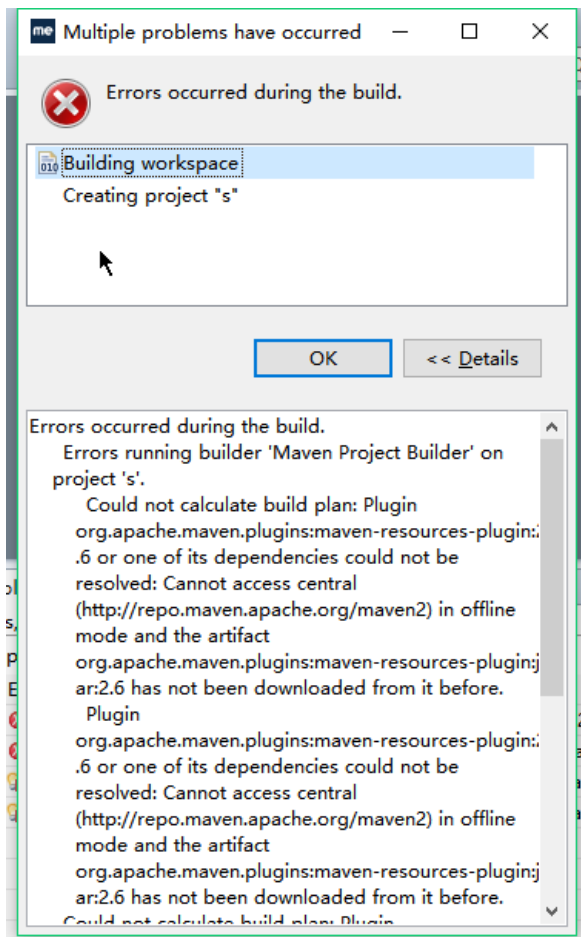 me Multiple problems have occurred
Errors occurred during the build.
010 Building workspace
Creating project "s"
OK
<< Details
Errors occurred during the build.
Errors running builder 'Maven Project Builder' on
project 's'.
Could not calculate build plan: Plugin
org.apache.maven.plugins:maven-resources-plugin:
.6 or one of its dependencies could not be
resolved: Cannot access central
(http://repo.maven.apache.org/maven2) in offline
mode and the artifact
org.apache.maven.plugins:maven-resources-plugin:j
ar:2.6 has not been downloaded from it before.
Plugin
org.apache.maven.plugins:maven-resources-plugin:
.6 or one of its dependencies could not be
resolved: Cannot access central
(http://repo.maven.apache.org/maven2) in offline
mode and the artifact
org.apache.maven.plugins:maven-resources-plugin:j
ar:2.6 has not been downloaded from it before.
Could not calculate build plan: Plugin